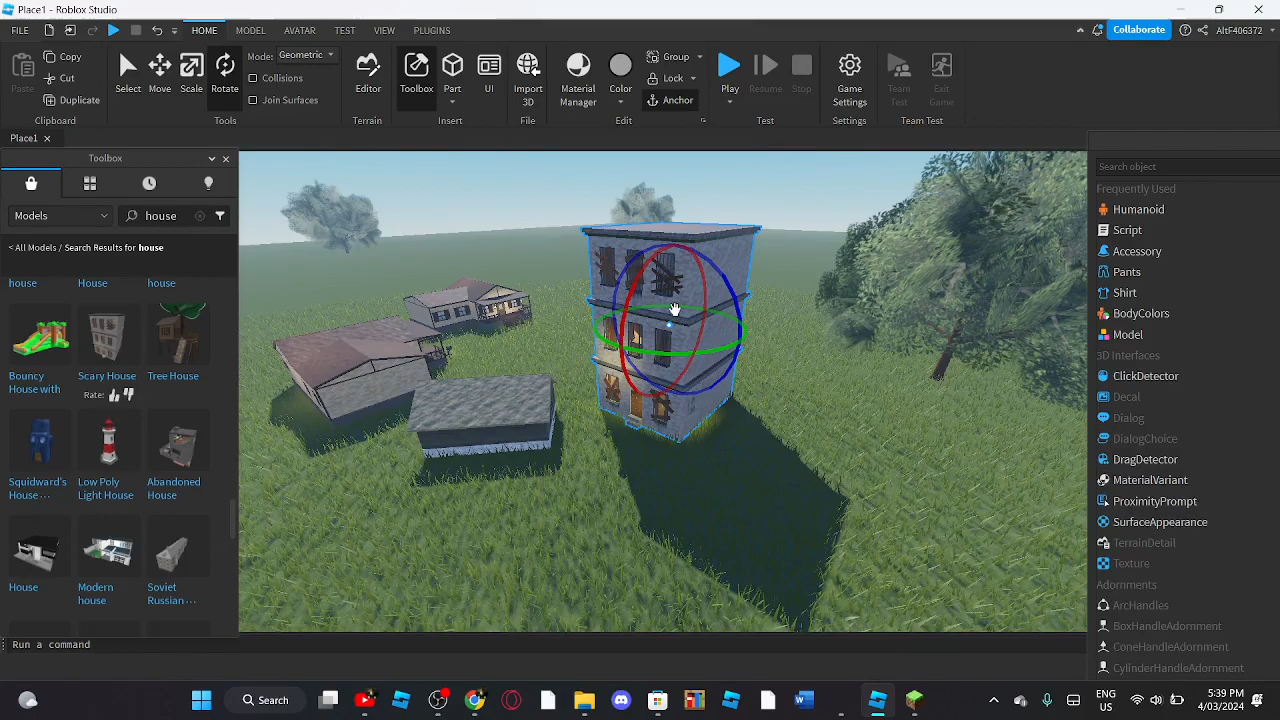 Place1 - Roblox Studio
FILE
HOME
MODEL
AVATAR
TEST
VIEW
PLUGINS
Collaborate
AtEF406372
Paste
Copy
Cut
Duplicate
Clipboard
Select
Move
Scale
Rotate
Mode: Geometric
Collisions
Join Surfaces
Tools
Editor
Terrain
Toolbox
Part
UI
Insert
Import
3D
File
Material
Manager
Color
Group
Lock
Anchor
Edit
Play
Resume
Stop
Test
Game
Settings
Settings
Team
Test
Exit
Game
Team Test
Place1
Toolbox
Models
house
< All Models / Search Results for house
house
House
house
Bouncy
House with
Scary House
Rate:
Tree House
Squidward's
House ...
Low Poly
Light House
Abandoned
House
House
Modern
house
Soviet
Russian...
Run a command
Search object
Frequently Used
Humanoid
Script
Accessory
Pants
Shirt
BodyColors
Model
3D Interfaces
ClickDetector
Decal
Dialog
DialogChoice
DragDetector
MaterialVariant
ProximityPrompt
SurfaceAppearance
TerrainDetail
Texture
Adornments
ArcHandles
BoxHandleAdornment
ConeHandleAdornment
CylinderHandleAdornment
Search
ENG
US
5:39 PM
4/03/2024